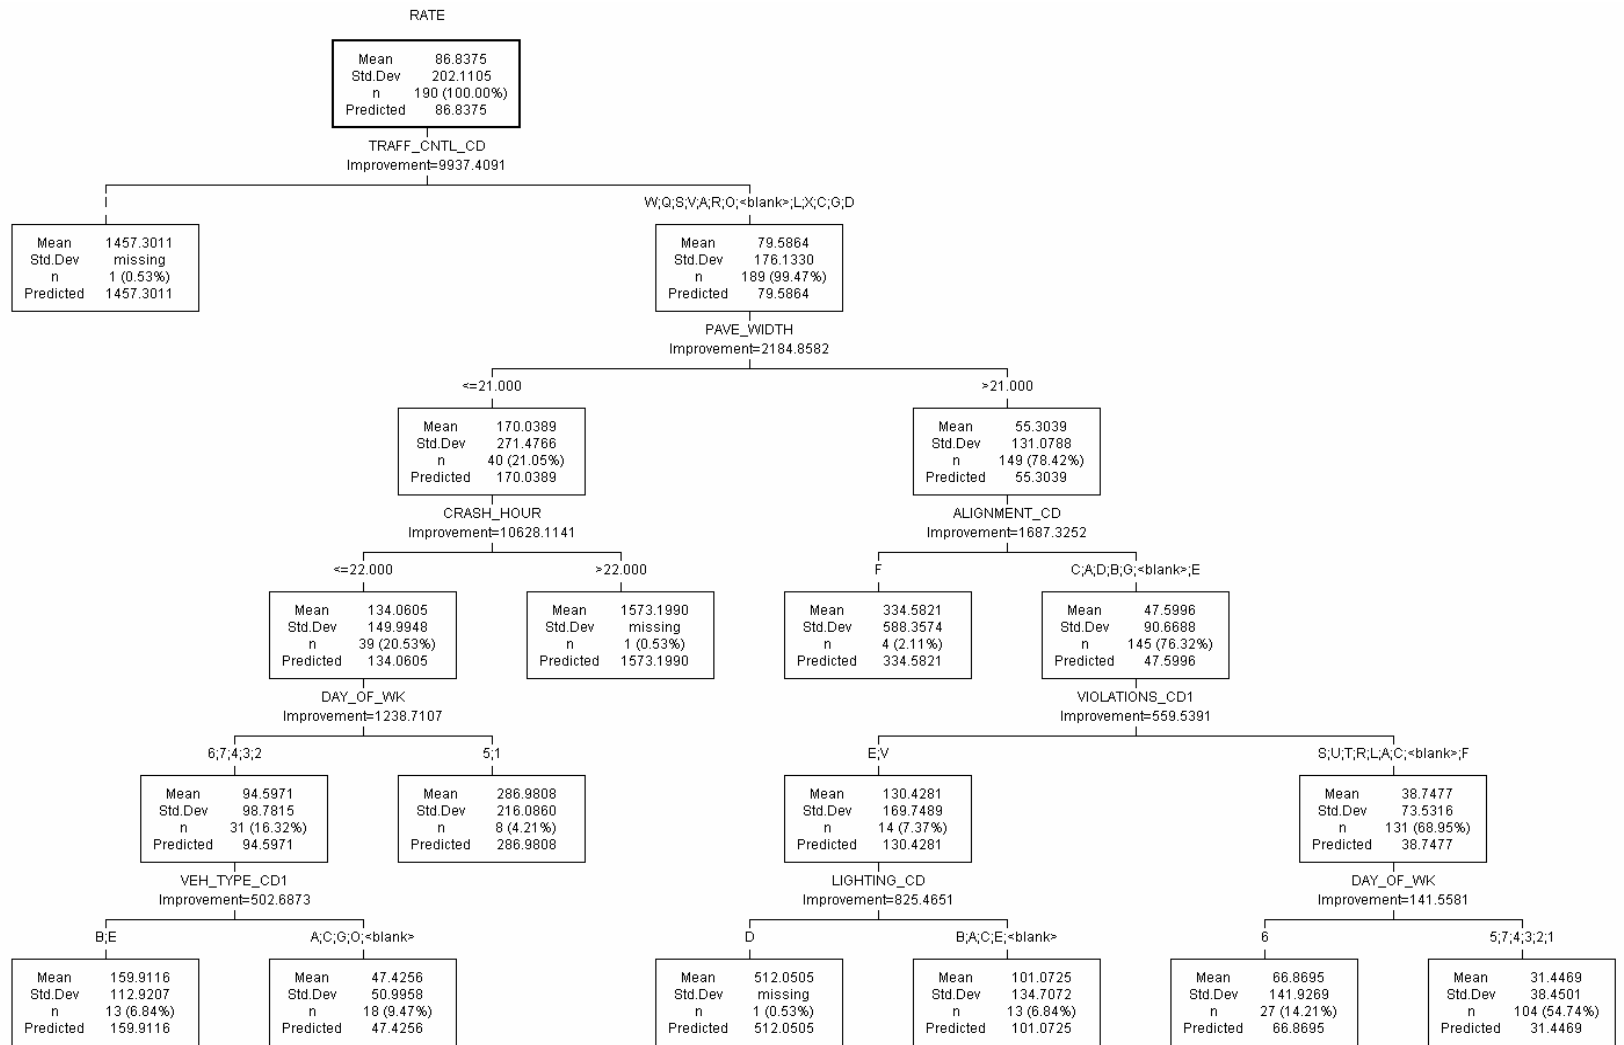 RATE
Mean 86.8375
Std.Dev 202.1105
n 190 (100.00%)
Predicted 86.8375
TRAFF_CNTL_CD
Improvement=9937.4091
W;Q;S;V;A;R;O;<blank>;L;X;C;G;D
Mean 1457.3011
Std.Dev missing
n 1 (0.53%)
Predicted 1457.3011
Mean 79.5864
Std.Dev 176.1330
n 189 (99.47%)
Predicted 79.5864
PAVE_WIDTH
Improvement=2184.8582
<=21.000
>21.000
Mean 170.0389
Std.Dev 271.4766
n 40 (21.05%)
Predicted 170.0389
Mean 55.3039
Std.Dev 131.0788
n 149 (78.42%)
Predicted 55.3039
CRASH_HOUR
Improvement=10628.1141
ALIGNMENT_CD
Improvement=1687.3252
<=22.000
>22.000
F
C;A;D;B;G;<blank>;E
Mean 134.0605
Std.Dev 149.9948
n 39 (20.53%)
Predicted 134.0605
Mean 1573.1990
Std.Dev missing
n 1 (0.53%)
Predicted 1573.1990
Mean 334.5821
Std.Dev 588.3574
n 4 (2.11%)
Predicted 334.5821
Mean 47.5996
Std.Dev 90.6688
n 145 (76.32%)
Predicted 47.5996
DAY_OF_WK
Improvement=1238.7107
VIOLATIONS_CD1
Improvement=559.5391
6;7;4;3;2
5;1
E;V
S;U;T;R;L;A;C;<blank>;F
Mean 94.5971
Std.Dev 98.7815
n 31 (16.32%)
Predicted 94.5971
Mean 286.9808
Std.Dev 216.0860
n 8 (4.21%)
Predicted 286.9808
Mean 130.4281
Std.Dev 169.7489
n 14 (7.37%)
Predicted 130.4281
Mean 38.7477
Std.Dev 73.5316
n 131 (68.95%)
Predicted 38.7477
VEH_TYPE_CD1
Improvement=502.6873
LIGHTING_CD
Improvement=825.4651
DAY_OF_WK
Improvement=141.5581
B;E
A;C;G;O;<blank>
D
B;A;C;E;<blank>
6
5;7;4;3;2;1
Mean 159.9116
Std.Dev 112.9207
n 13 (6.84%)
Predicted 159.9116
Mean 47.4256
Std.Dev 50.9958
n 18 (9.47%)
Predicted 47.4256
Mean 512.0505
Std.Dev missing
n 1 (0.53%)
Predicted 512.0505
Mean 101.0725
Std.Dev 134.7072
n 13 (6.84%)
Predicted 101.0725
Mean 66.8695
Std.Dev 141.9269
n 27 (14.21%)
Predicted 66.8695
Mean 31.4469
Std.Dev 38.4501
n 104 (54.74%)
Predicted 31.4469